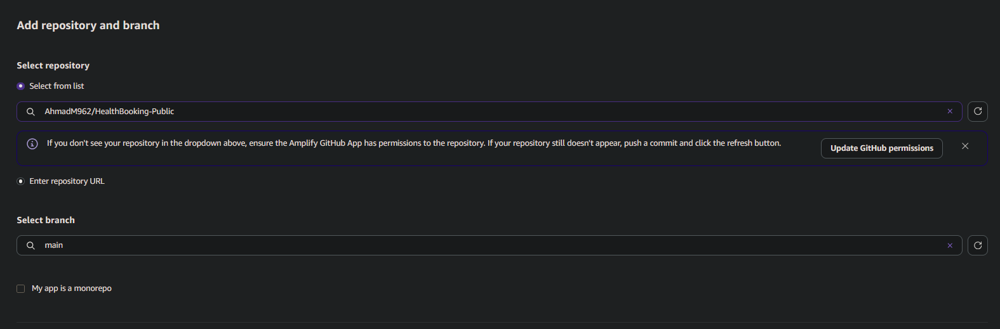 Add repository and branch
Select repository
Select from list
AhmadM962/HealthBooking-Public
If you don't see your repository in the dropdown above, ensure the Amplify GitHub App has permissions to the repository. If your repository still doesn't appear, push a commit and click the refresh button.
Update GitHub permissions
Enter repository URL
Select branch
main
My app is a monorepo